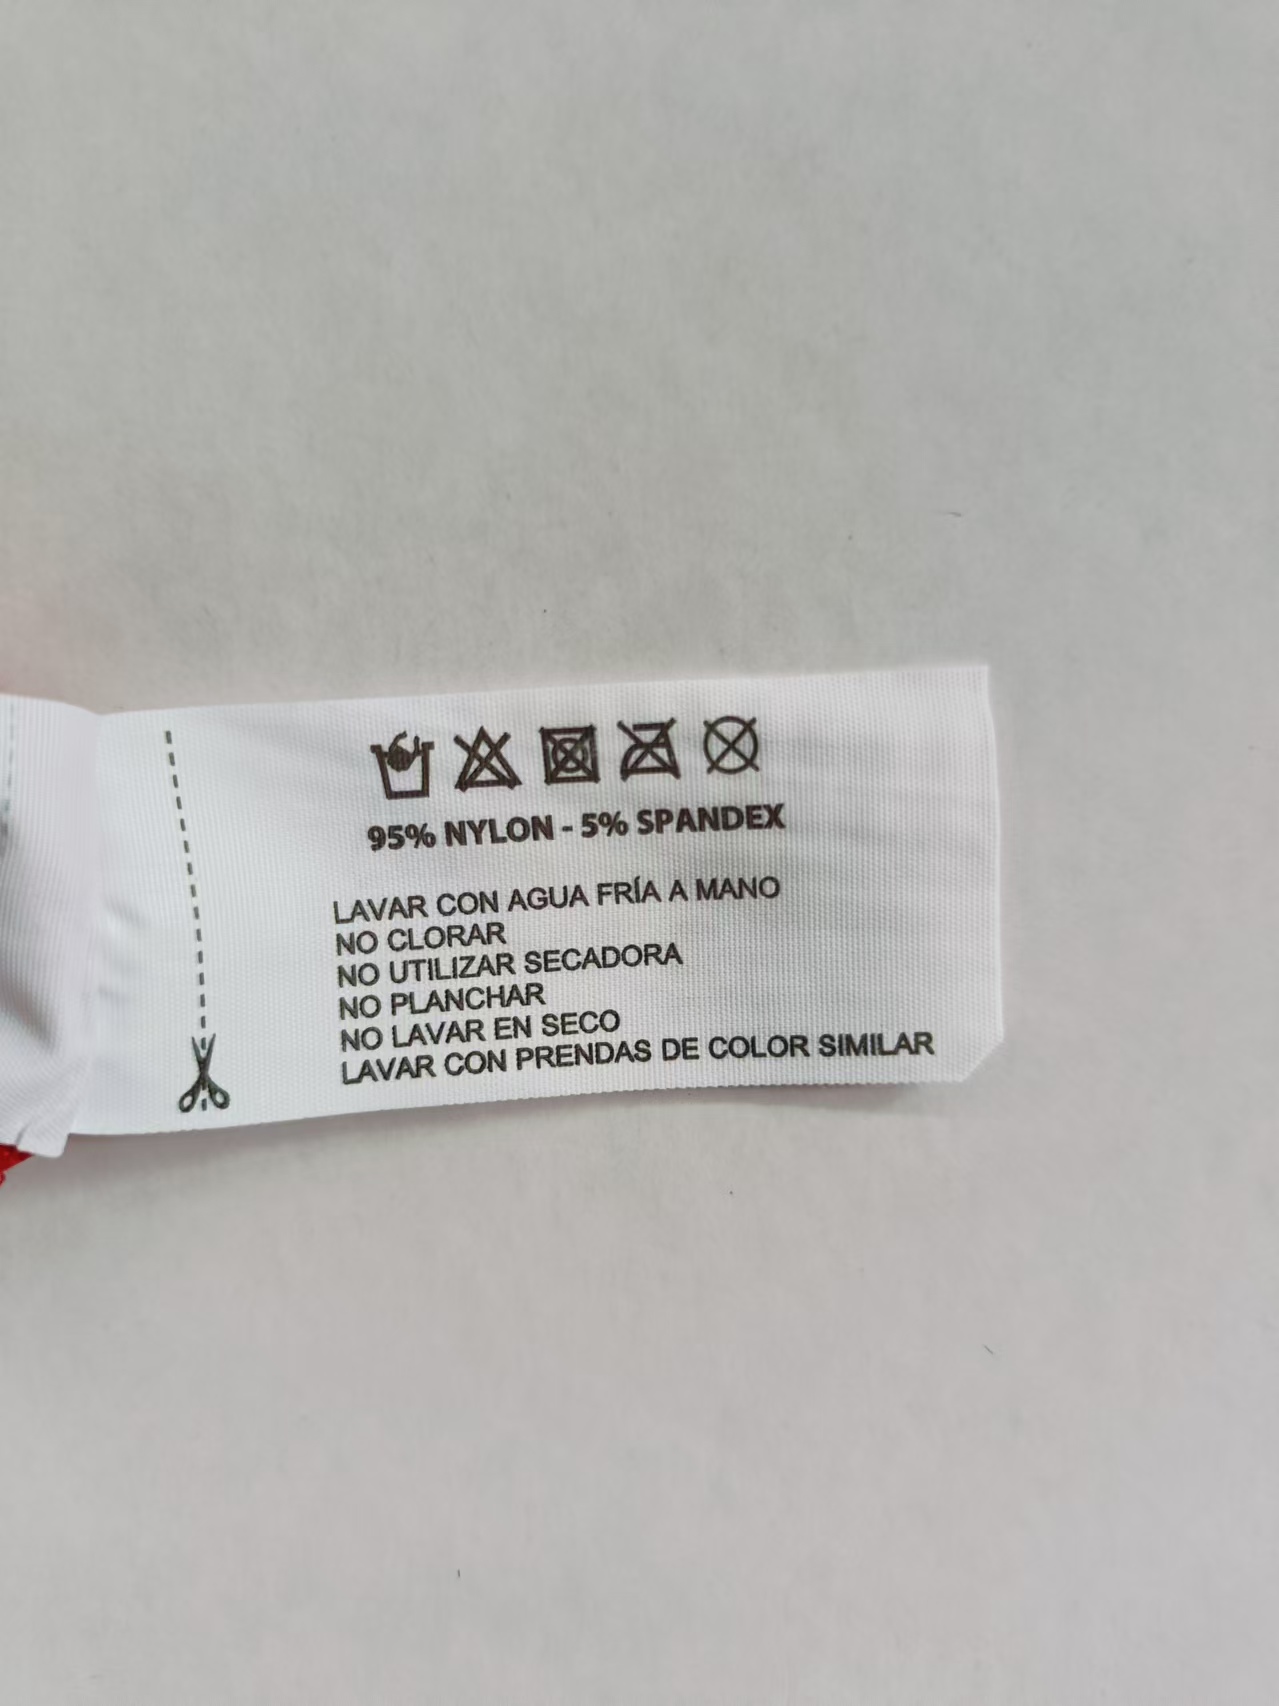 95% NYLON - 5% SPANDEX
LAVAR CON AGUA FRÍA A MANO
NO CLORAR
NO UTILIZAR SECADORA
NO PLANCHAR
NO LAVAR EN SECO
LAVAR CON PRENDAS DE COLOR SIMILAR